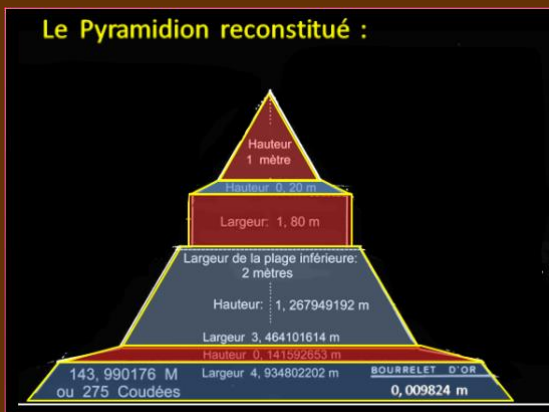 Le Pyramidion reconstitué :
Hauteur
1 mètre
Hauteur 0, 20 m
Largeur: 1, 80 m
Largeur de la plage inférieure:
2 mètres
Hauteur: 1, 267949192 m
Largeur 3, 464101614 m
Hauteur 0, 141592653 m
143, 990176 M
ou 275 Coudées
Largeur 4, 934802202 m
BOURRELET D'OR
0, 009824 m